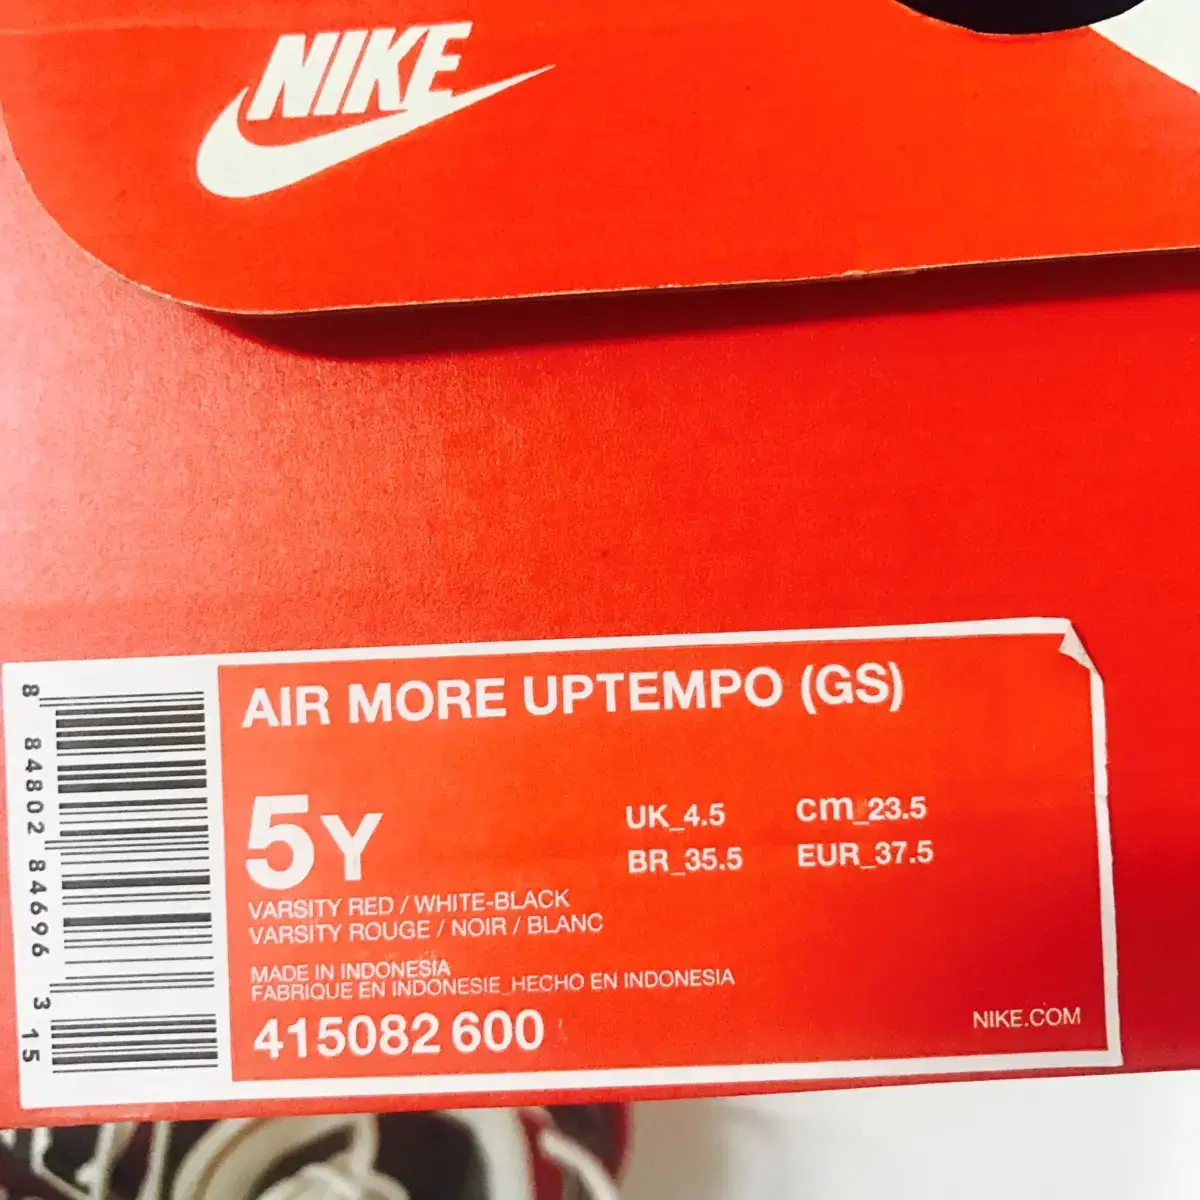 NIKE
AIR MORE UPTEMPO (GS)
5Y
UK_4.5 cm_23.5
BR_35.5 EUR_37.5
VARSITY RED / WHITE-BLACK
VARSITY ROUGE / NOIR / BLANC
MADE IN INDONESIA
FABRIQUE EN INDONESIE_HECHO EN INDONESIA
415082 600
NIKE.COM
8 84802 84696 3 15